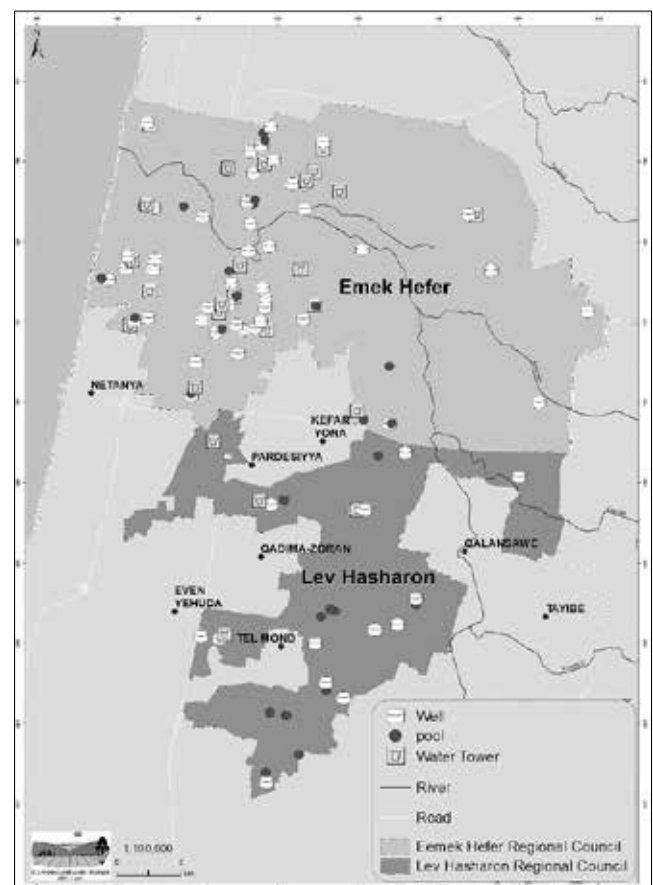 Emek Hefer
NETANYA
KEFAR
YONA
PARDESIYYA
QALANSAWE
QADIMA-ZORAN
Lev Hasharon
EVEN
YEHUDA
TAYIBE
TEL MOND
Well
pool
Water Tower
River
Road
Eemek Hefer Regional Council
Lev Hasharon Regional Council
1:100,000